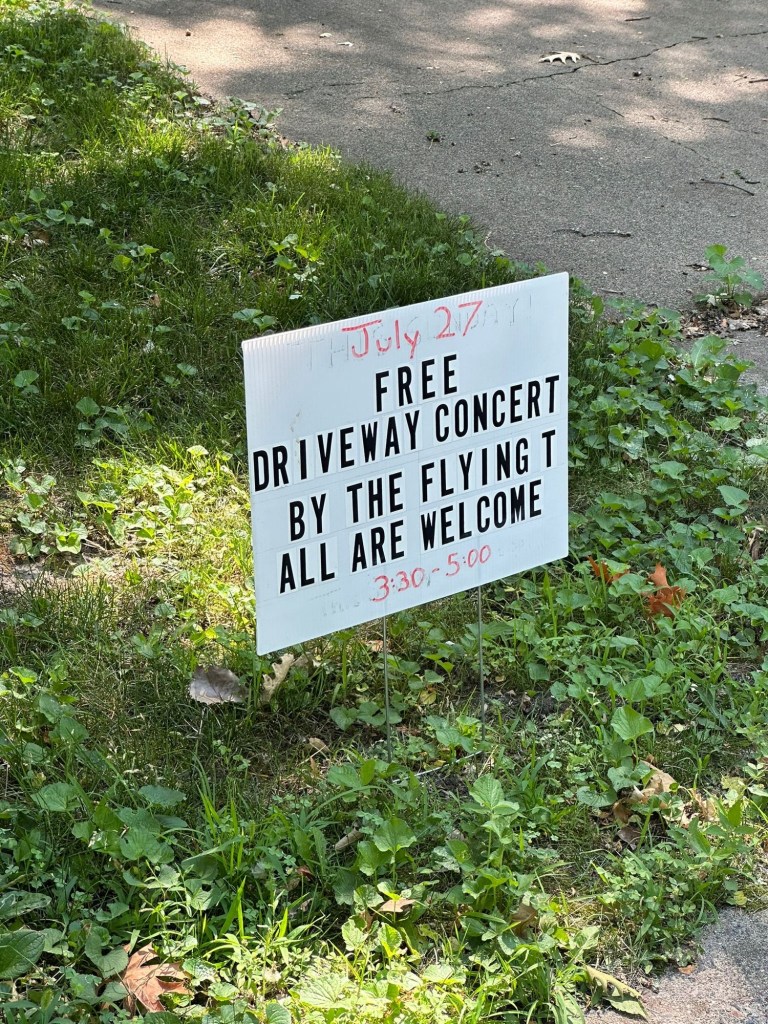 July 27
FREE
DRIVEWAY CONCERT
BY THE FLYING T
ALL ARE WELCOME
3:30-5:00